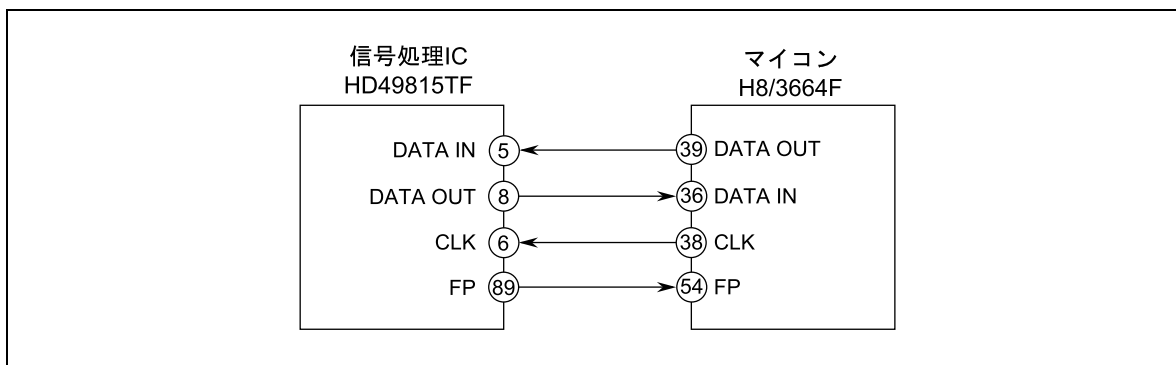 信号処理IC
HD49815TF
マイコン
H8/3664F
DATA IN 5 39 DATA OUT
DATA OUT 8 36 DATA IN
CLK 6 38 CLK
FP 89 54 FP